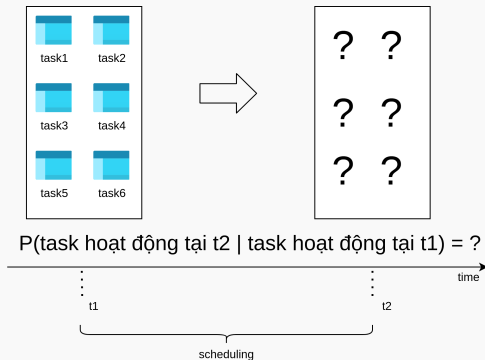 task1 task2
? ?
task3 task4
? ?
task5 task6
? ?
P(task hoạt động tại t2 | task hoạt động tại t1) = ?
time
t1 t2
scheduling